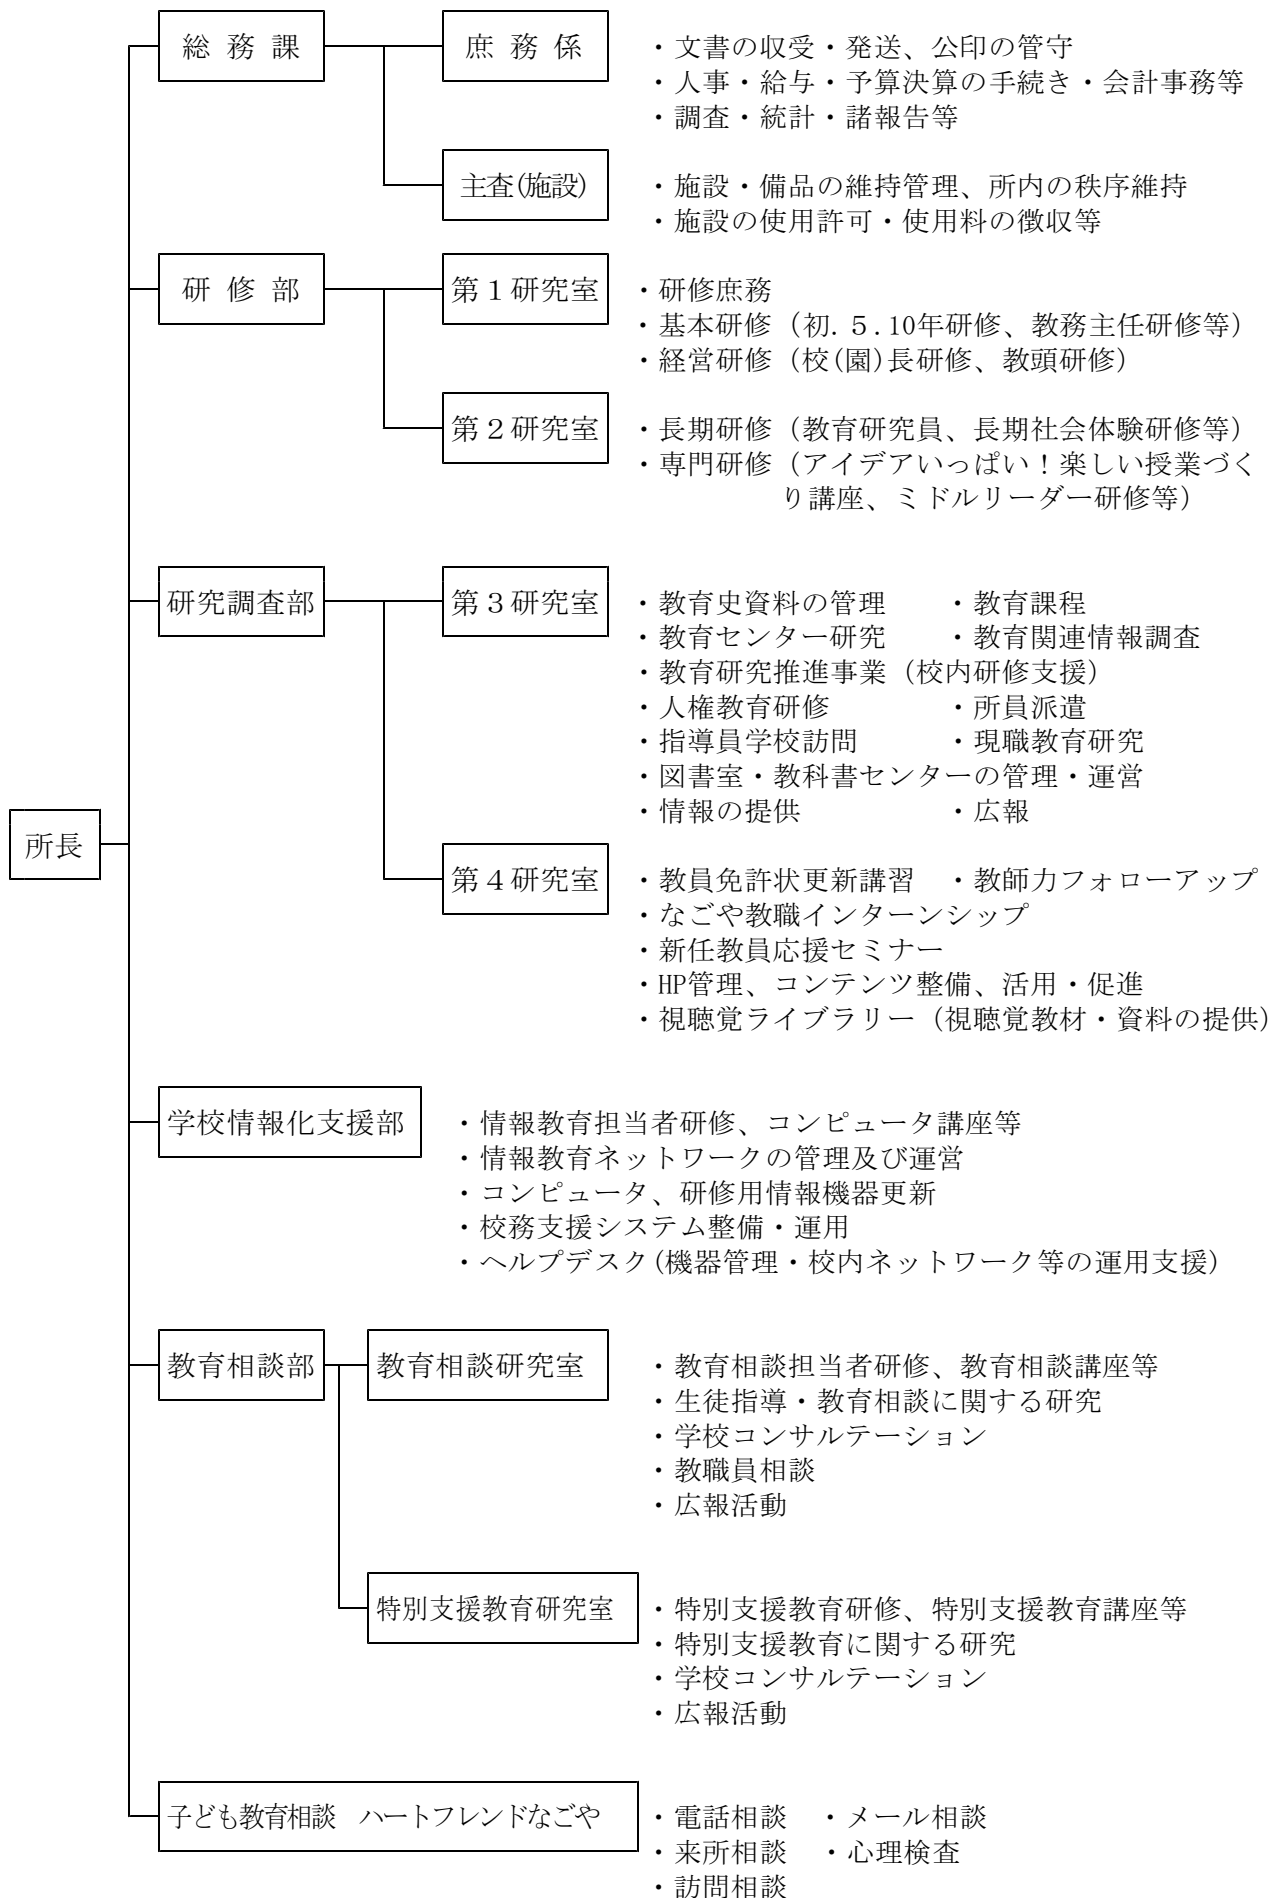 総務課
庶務係
・文書の収受・発送、公印の管守
・人事・給与・予算決算の手続き・会計事務等
・調査・統計・諸報告等
主査(施設)
・施設・備品の維持管理、所内の秩序維持
・施設の使用許可・使用料の徴収等
研修部
第１研究室
・研修庶務
・基本研修（初.５.10年研修、教務主任研修等）
・経営研修（校(園)長研修、教頭研修）
第２研究室
・長期研修（教育研究員、長期社会体験研修等）
・専門研修（アイデアいっぱい！楽しい授業づく
り講座、ミドルリーダー研修等）
研究調査部
第３研究室
・教育史資料の管理　・教育課程
・教育センター研究　・教育関連情報調査
・教育研究推進事業（校内研修支援）
・人権教育研修　・所員派遣
・指導員学校訪問　・現職教育研究
・図書室・教科書センターの管理・運営
・情報の提供　・広報
所長
第４研究室
・教員免許状更新講習　・教師力フォローアップ
・なごや教職インターンシップ
・新任教員応援セミナー
・HP管理、コンテンツ整備、活用・促進
・視聴覚ライブラリー（視聴覚教材・資料の提供）
学校情報化支援部
・情報教育担当者研修、コンピュータ講座等
・情報教育ネットワークの管理及び運営
・コンピュータ、研修用情報機器更新
・校務支援システム整備・運用
・ヘルプデスク(機器管理・校内ネットワーク等の運用支援)
教育相談部
教育相談研究室
・教育相談担当者研修、教育相談講座等
・生徒指導・教育相談に関する研究
・学校コンサルテーション
・教職員相談
・広報活動
特別支援教育研究室
・特別支援教育研修、特別支援教育講座等
・特別支援教育に関する研究
・学校コンサルテーション
・広報活動
子ども教育相談　ハートフレンドなごや
・電話相談　・メール相談
・来所相談　・心理検査
・訪問相談